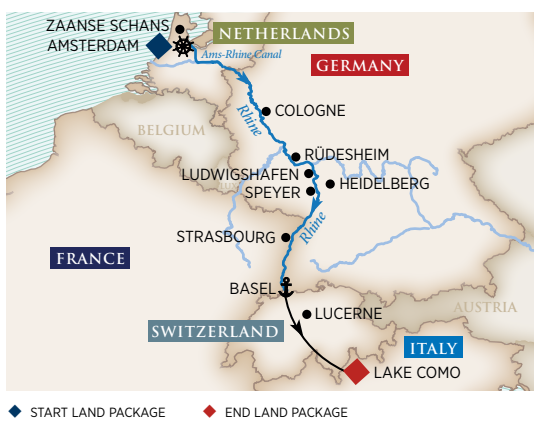 ZAANSE SCHANS
AMSTERDAM
NETHERLANDS
Ams-Rhine Canal
GERMANY
COLOGNE
Rhine
BELGIUM
RÜDESHEIM
LUDWIGSHAFEN
SPEYER
HEIDELBERG
STRASBOURG
Rhine
FRANCE
BASEL
LUCERNE
AUSTRIA
SWITZERLAND
ITALY
LAKE COMO
START LAND PACKAGE
END LAND PACKAGE